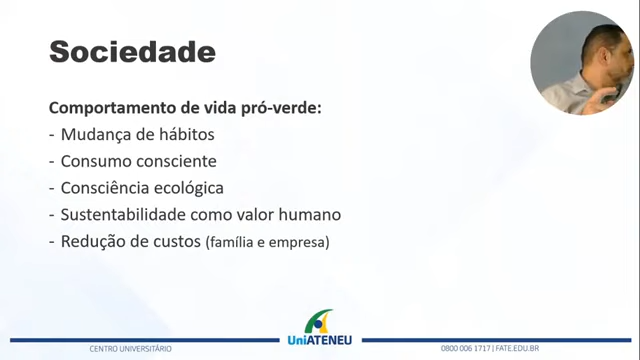 Sociedade
Comportamento de vida pró-verde:
- Mudança de hábitos
- Consumo consciente
- Consciência ecológica
- Sustentabilidade como valor humano
- Redução de custos (família e empresa)
UniATENEU
CENTRO UNIVERSITÁRIO
0800 006 1717 | FATE.EDU.BR